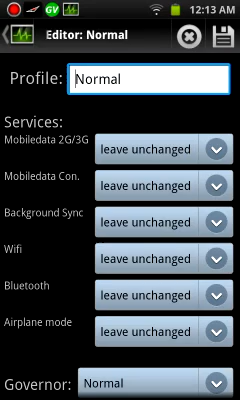 GV 12:13 AM
Editor: Normal
Profile: Normal
Services:
Mobiledata 2G/3G leave unchanged
Mobiledata Con. leave unchanged
Background Sync leave unchanged
Wifi leave unchanged
Bluetooth leave unchanged
Airplane mode leave unchanged
Governor: Normal